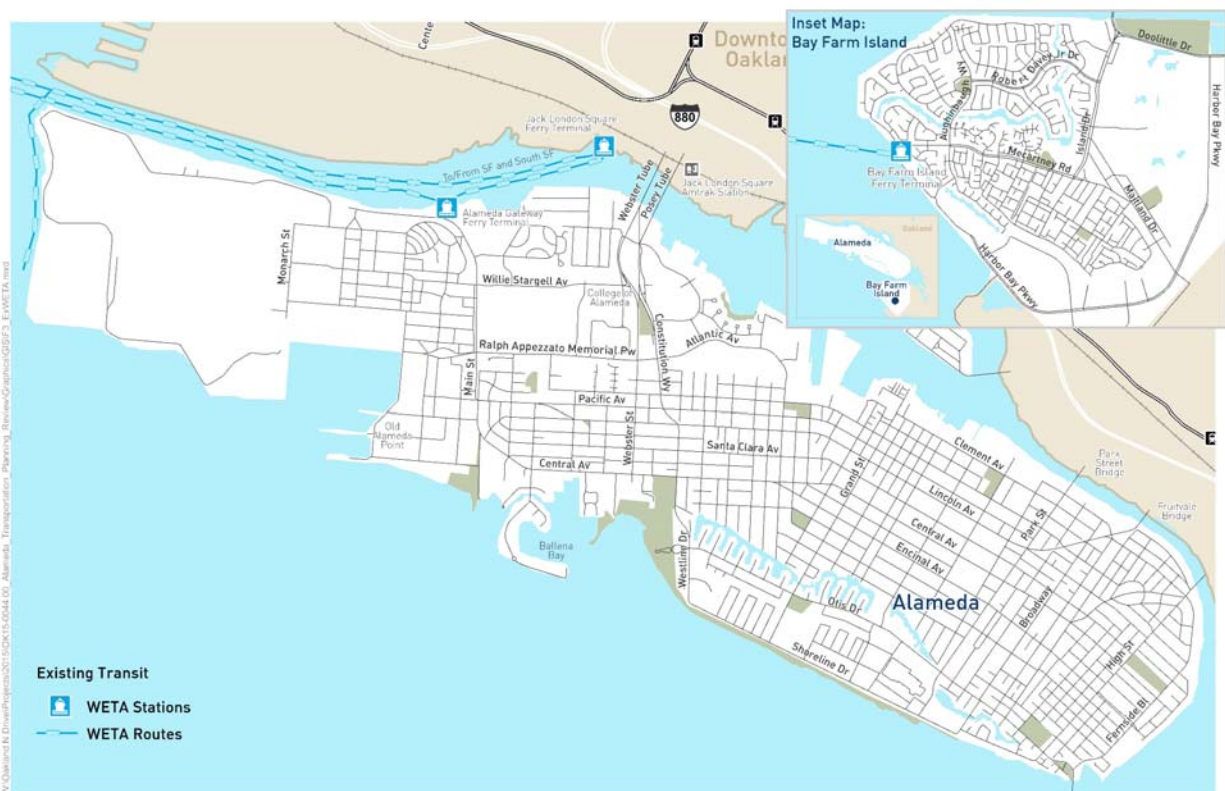 Inset Map:
Bay Farm Island
Doolittle Dr
Robert Davey Jr Dr
Aughinbaugh Wy
Island Dr
Harbor Bay Pkwy
Mecartney Rd
Bay Farm Island
Ferry Terminal
Maitland Dr
Harbor Bay Pkwy
Oakland
Alameda
Bay Farm
Island
Downto
Oaklan
Cente
880
Jack London Square
Ferry Terminal
To/From SF and South SF
Webster Tube
Posey Tube
Jack London Square
Amtrak Station
Alameda Gateway
Ferry Terminal
Monarch St
Willie Stargell Av
College of
Alameda
Constitution Wy
Atlantic Av
Ralph Appezzato Memorial Pw
Main St
Pacific Av
Webster St
Santa Clara Av
Old
Alameda
Point
Central Av
Grand St
Clement Av
Lincoln Av
Park St
Park
Street
Bridge
Fruitvale
Bridge
Central Av
Encinal Av
Ballena
Bay
Westline Dr
Otis Dr
Alameda
Broadway
Shoreline Dr
High St
Fernside Bl
Existing Transit
WETA Stations
WETA Routes